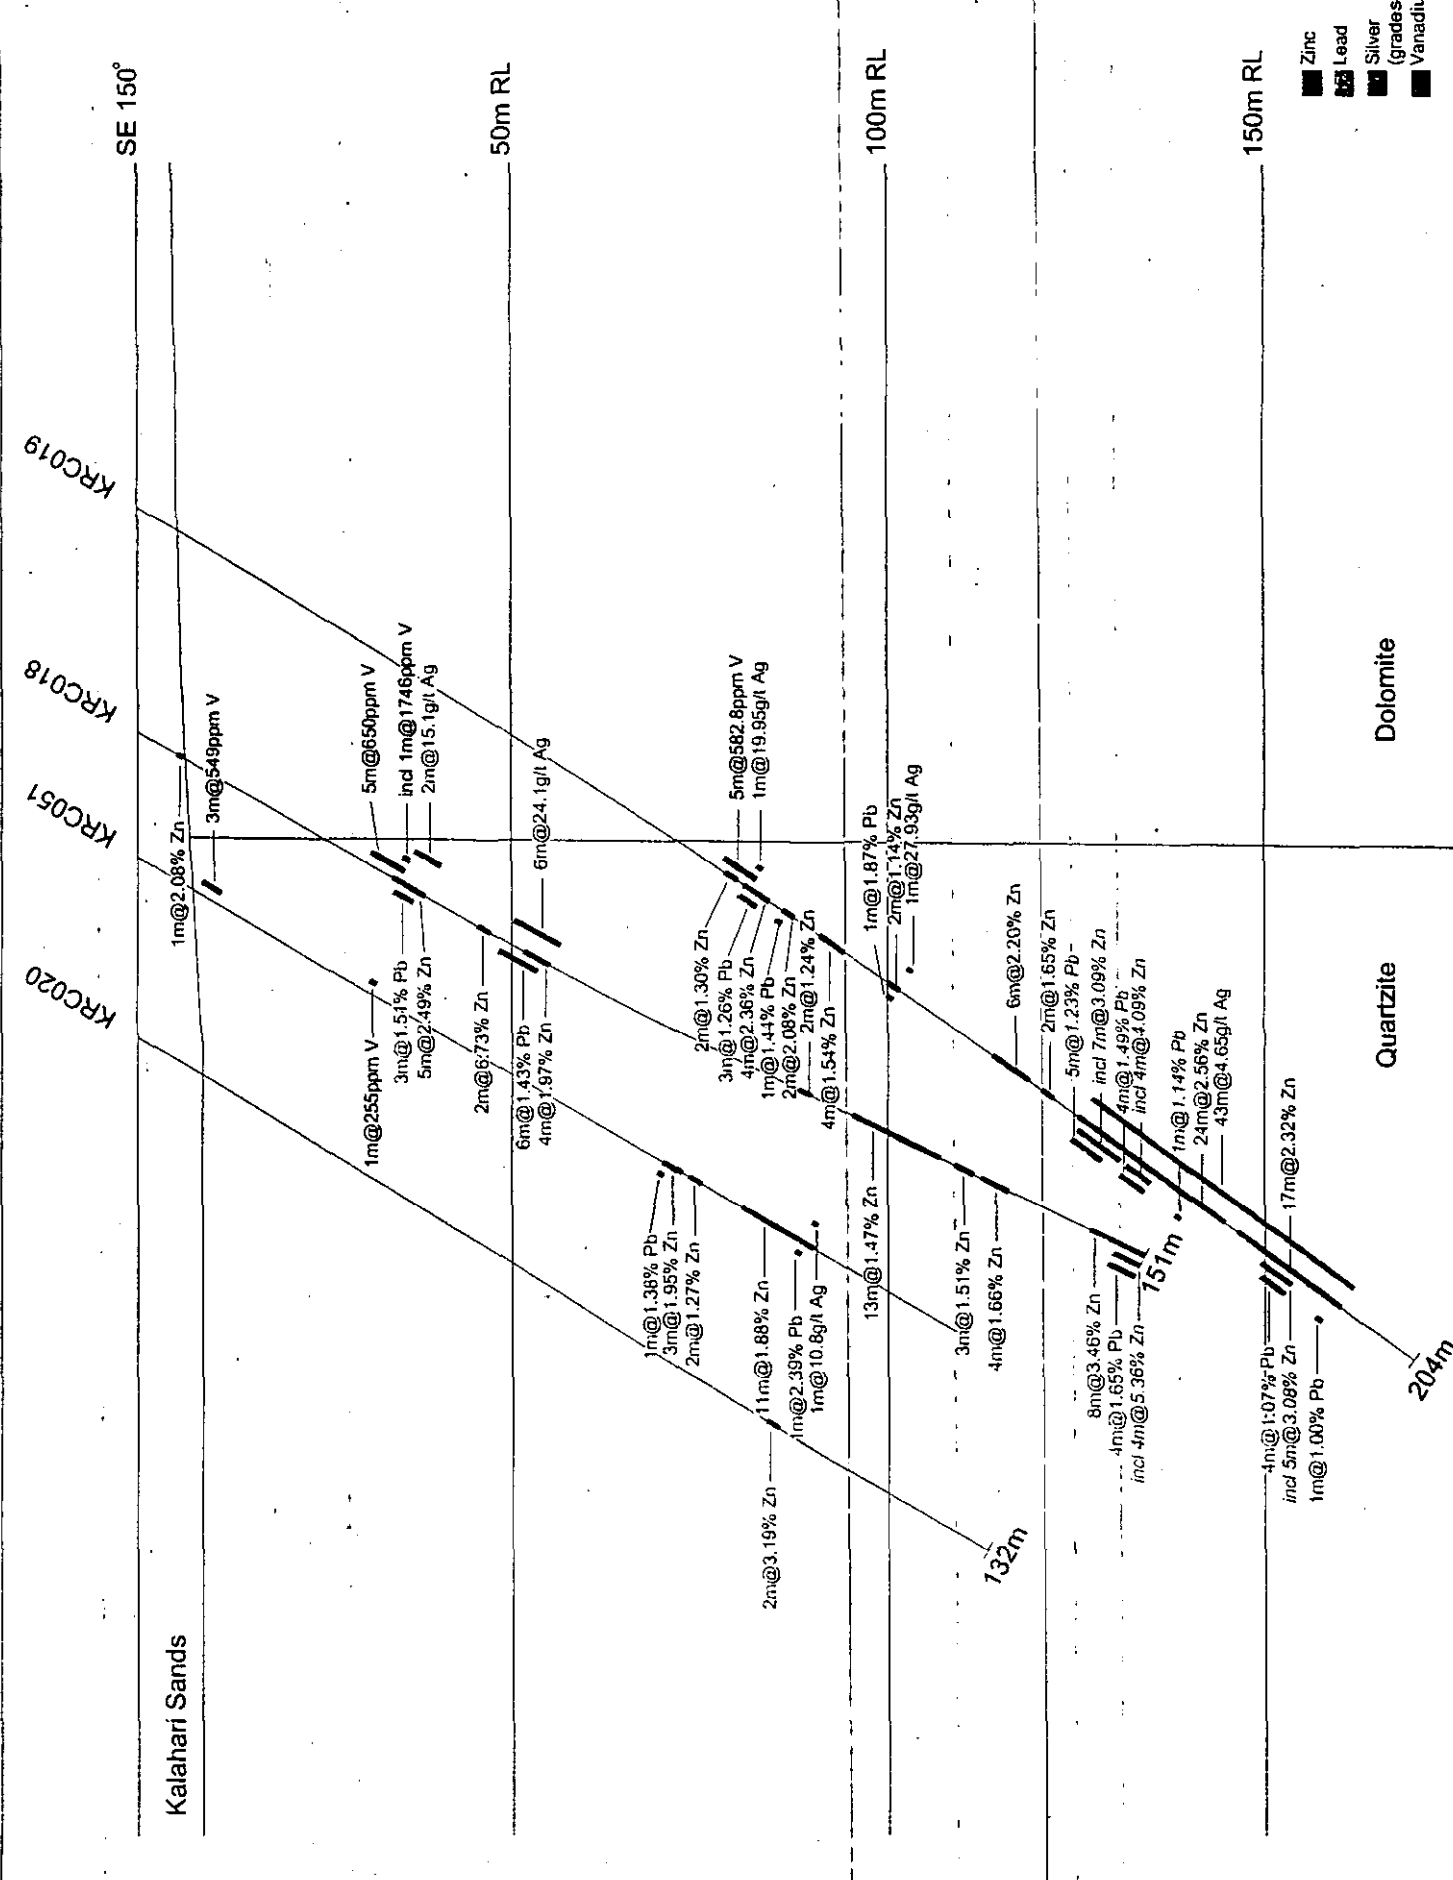 Kalahari Sands
SE 150°
50m RL
100m RL
150m RL
KRC020
KRC051
KRC018
KRC019
1m@2.08% Zn
3m@549ppm V
1m@255ppm V
5m@650ppm V
incl 1m@1746ppm V
2m@15.1g/t Ag
3m@1.51% Pb
5m@2.49% Zn
2m@6.73% Zn
6m@24.1g/t Ag
6m@1.43% Pb
4m@1.97% Zn
1m@1.38% Pb
3m@1.95% Zn
2m@1.27% Zn
5m@582.8ppm V
1m@19.95g/t Ag
2m@1.30% Zn
3m@1.26% Pb
4m@2.36% Zn
1m@1.44% Pb
2m@2.08% Zn
2m@1.24% Zn
4m@1.54% Zn
2m@3.19% Zn
11m@1.88% Zn
1m@2.39% Pb
1m@10.8g/t Ag
13m@1.47% Zn
1m@1.87% Pb
2m@1.14% Zn
1m@27.93g/t Ag
3m@1.51% Zn
4m@1.66% Zn
6m@2.20% Zn
2m@1.65% Zn
5m@1.23% Pb
incl 7m@3.09% Zn
4m@1.49% Pb
incl 4m@4.09% Zn
8m@3.46% Zn
4m@1.65% Pb
incl 4m@5.36% Zn
1m@1.14% Pb
24m@2.56% Zn
43m@4.65g/t Ag
17m@2.32% Zn
4m@1.07% Pb
incl 5m@3.08% Zn
1m@1.00% Pb
132m
151m
204m
Quartzite
Dolomite
Zinc
Lead
Silver
(grades